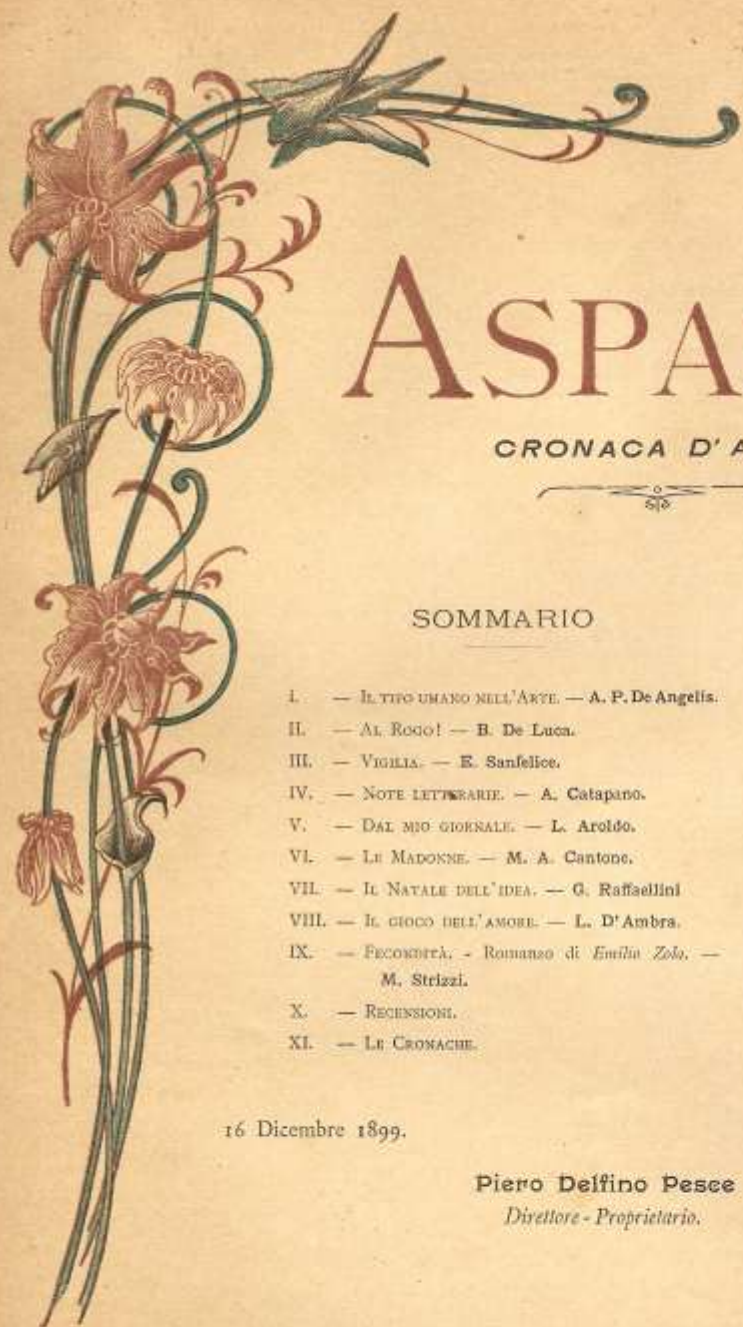 ASPA
CRONACA D' A
SOMMARIO
I. — IL TIPO UMANO NELL'ARTE. — A. P. De Angelis.
II. — AL ROGO! — B. De Luca.
III. — VIGILIA. — E. Sanfelice.
IV. — NOTE LETTERARIE. — A. Catapano.
V. — DAL MIO GIORNALE. — L. Aroldo.
VI. — LE MADONNE. — M. A. Cantone.
VII. — IL NATALE DELL'IDEA. — G. Raffaellini
VIII. — IL GIOCO DELL'AMORE. — L. D'Ambra.
IX. — FECONDITÀ. - Romanzo di Emilio Zola. —
M. Strizzi.
X. — RECENSIONI.
XI. — LE CRONACHE.
16 Dicembre 1899.
Piero Delfino Pesce
Direttore - Proprietario.